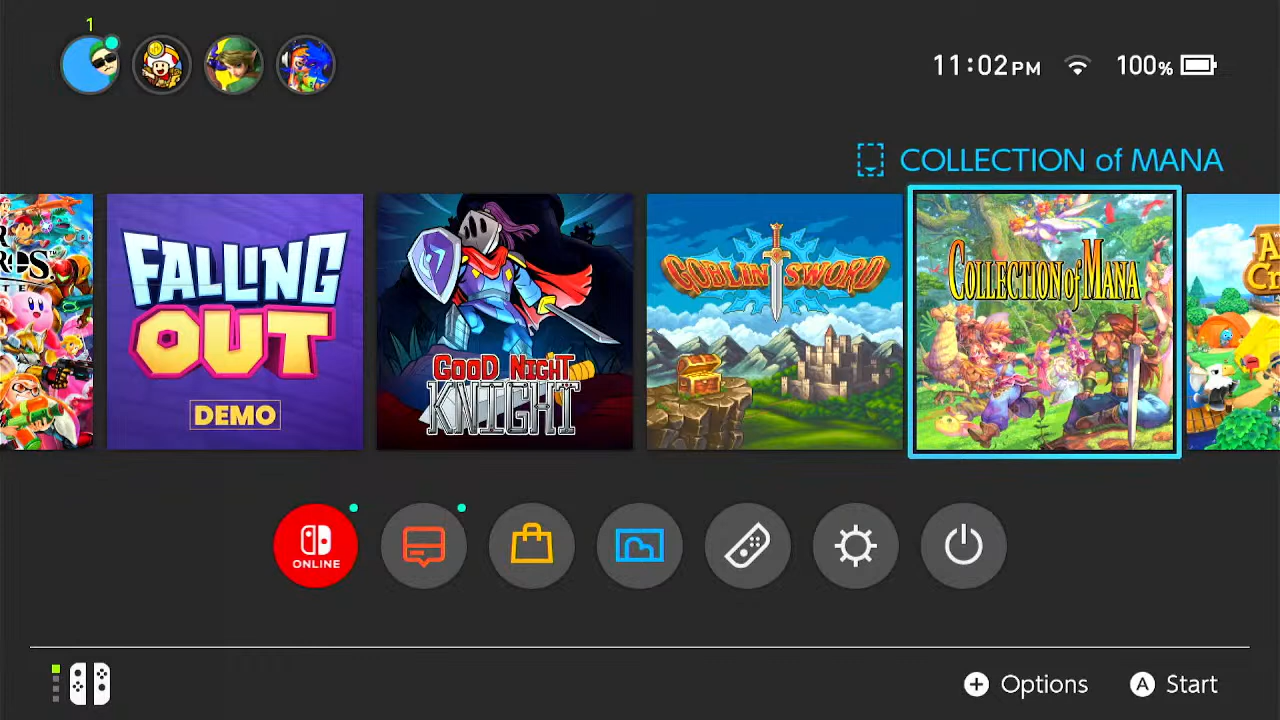 1
11:02PM
100%
COLLECTION of MANA
FALLING
OUT
DEMO
GOOD NIGHT
KNIGHT
GOBLIN SWORD
COLLECTION of MANA
ONLINE
+ Options
A Start